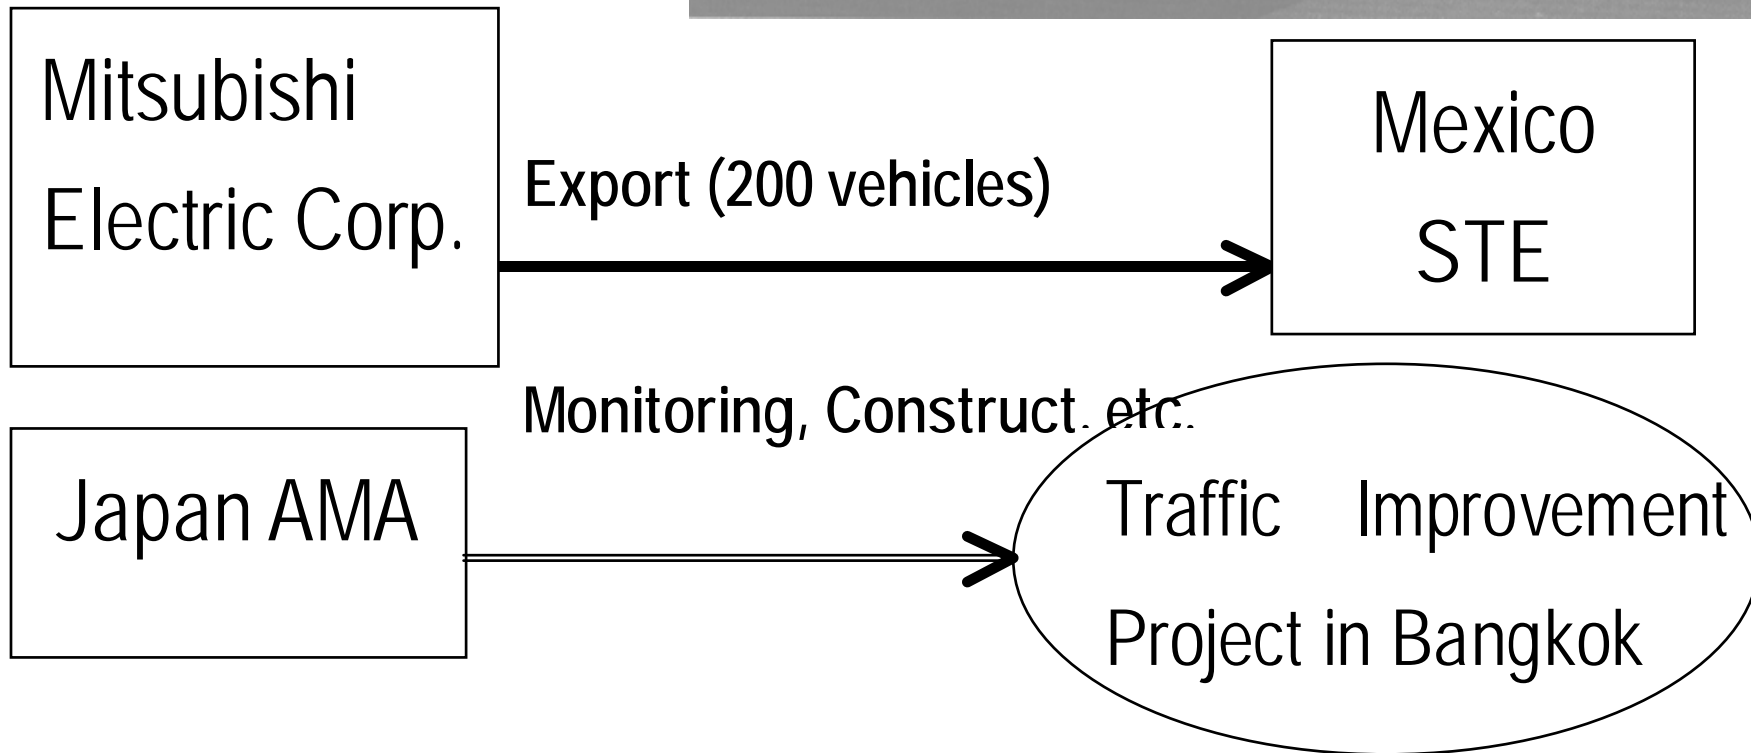 Mitsubishi
Electric Corp.
Export (200 vehicles)
Mexico
STE
Monitoring, Construct. etc.
Japan AMA
Traffic Improvement
Project in Bangkok